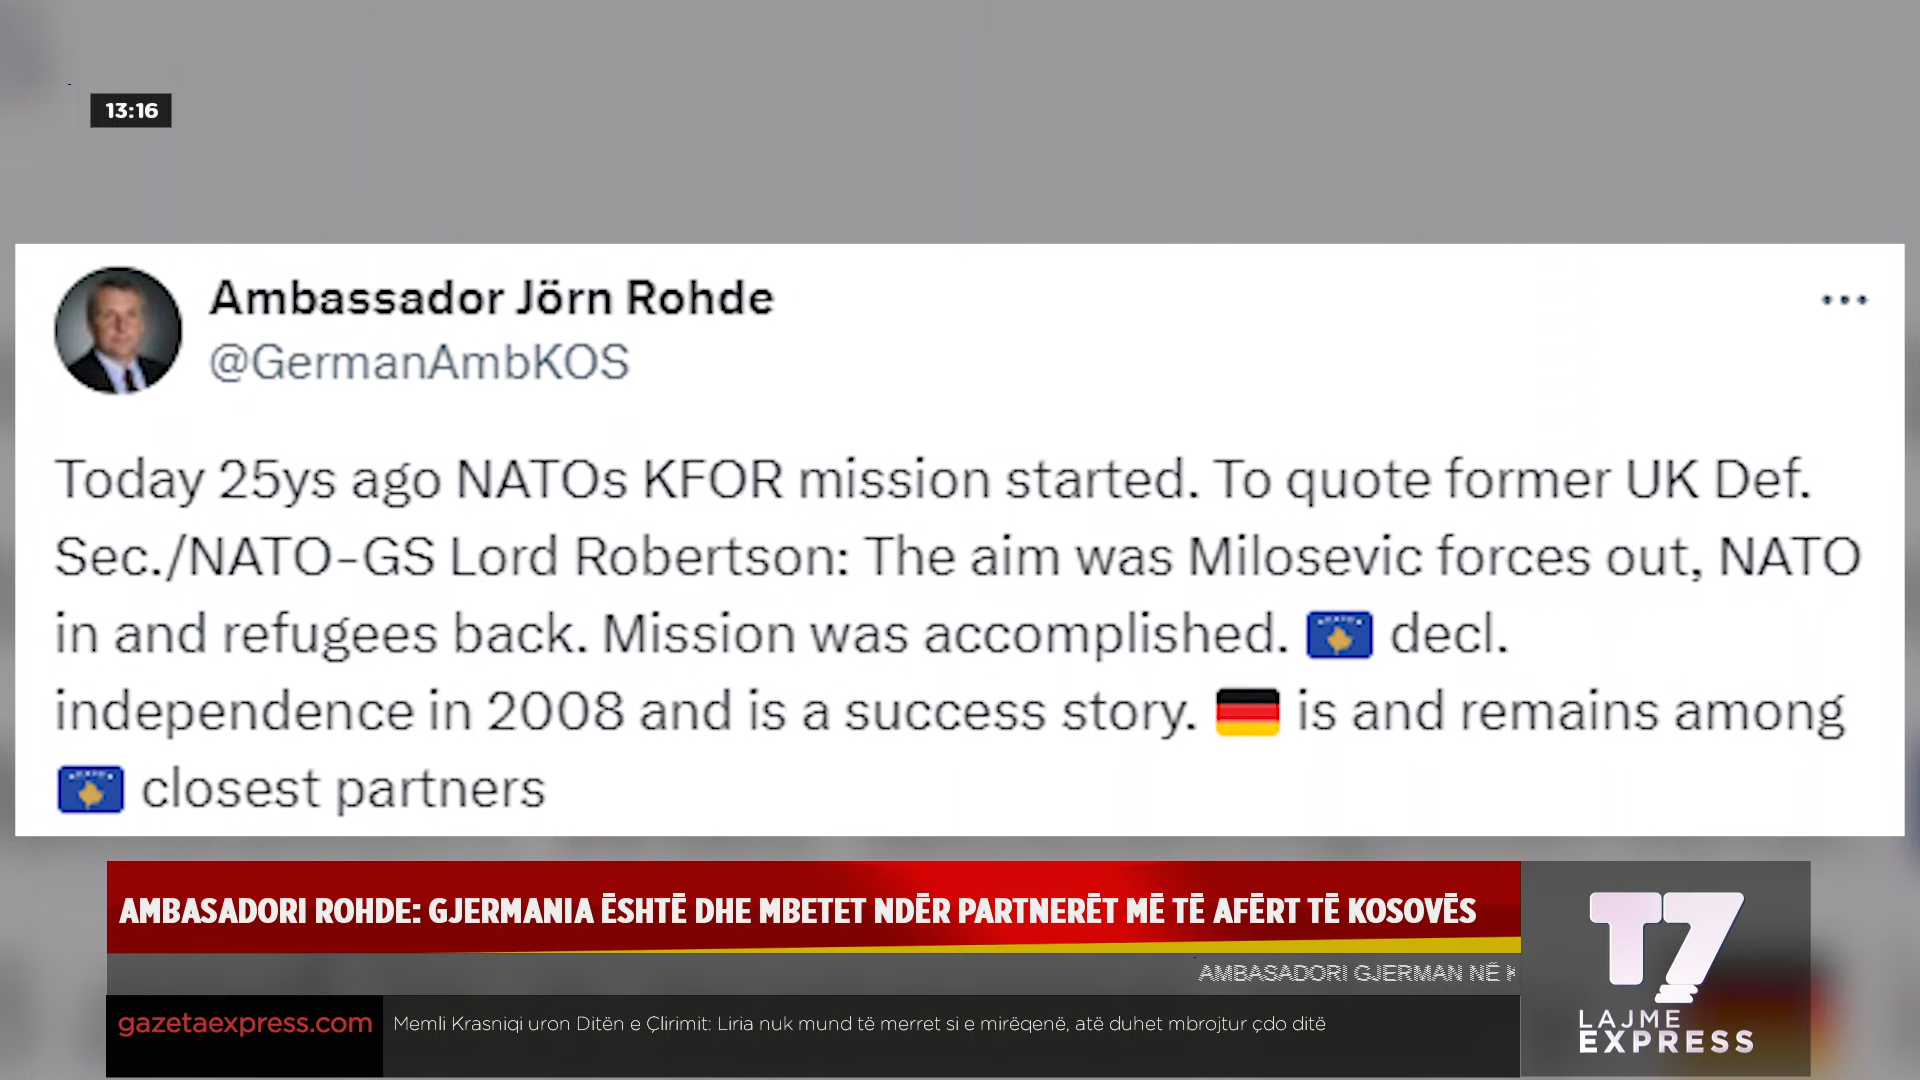 13:16
Ambassador Jörn Rohde
@GermanAmbKOS
Today 25ys ago NATOs KFOR mission started. To quote former UK Def.
Sec./NATO-GS Lord Robertson: The aim was Milosevic forces out, NATO
in and refugees back. Mission was accomplished. 🇽🇰 decl.
independence in 2008 and is a success story. 🇩🇪 is and remains among
🇽🇰 closest partners
AMBASADORI ROHDE: GJERMANIA ËSHTË DHE MBETET NDËR PARTNERËT MË TË AFËRT TË KOSOVËS
AMBASADORI GJERMAN NË
gazetaexpress.com
Memli Krasniqi uron Ditën e Çlirimit: Liria nuk mund të merret si e mirëqenë, atë duhet mbrojtur çdo ditë
T7
LAJME
EXPRESS